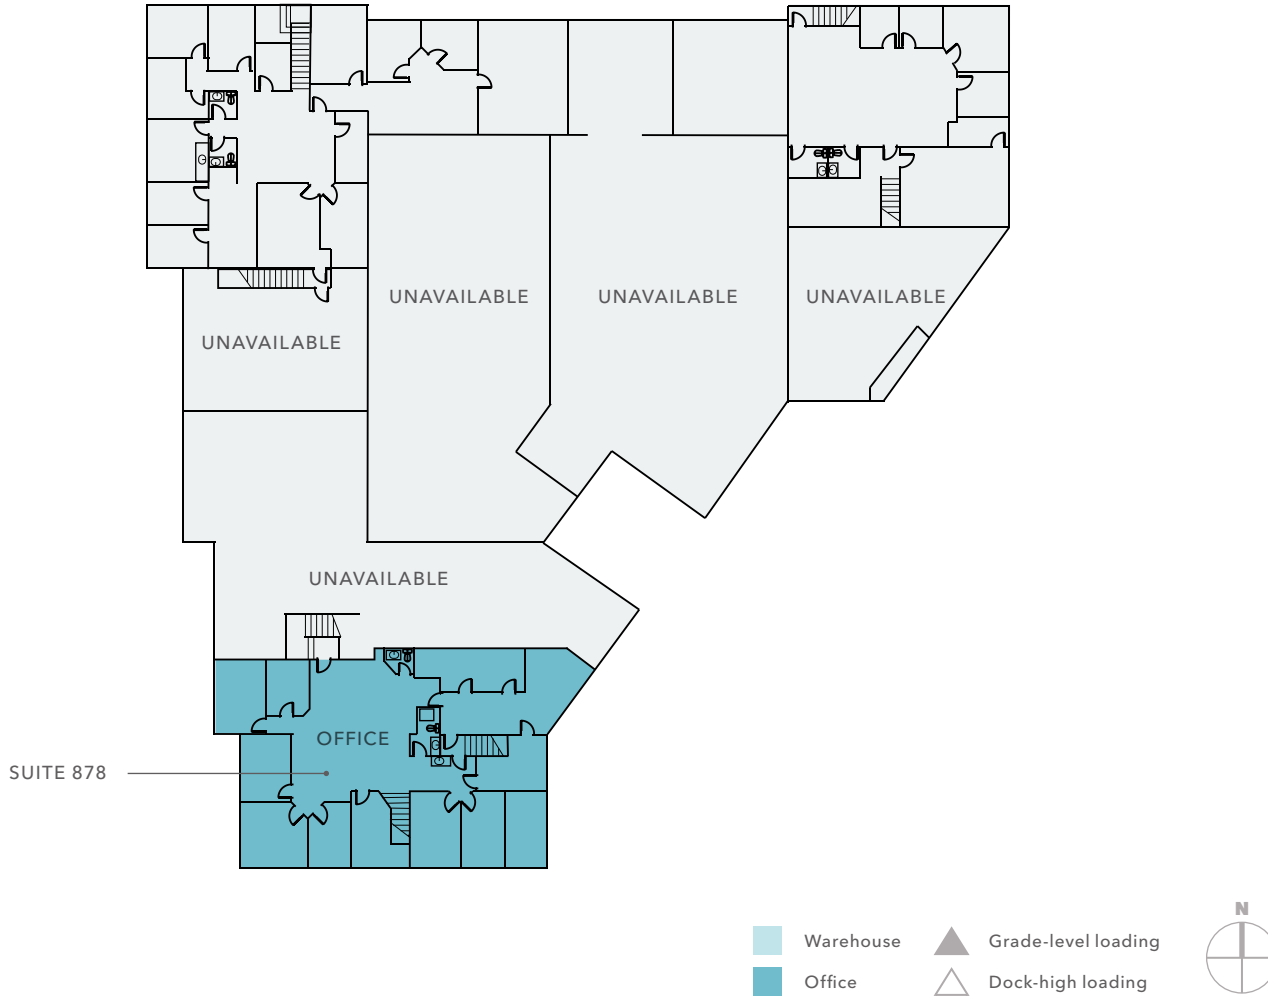 UNAVAILABLE
UNAVAILABLE
UNAVAILABLE
UNAVAILABLE
UNAVAILABLE
OFFICE
SUITE 878
N
Warehouse
Grade-level loading
Office
Dock-high loading